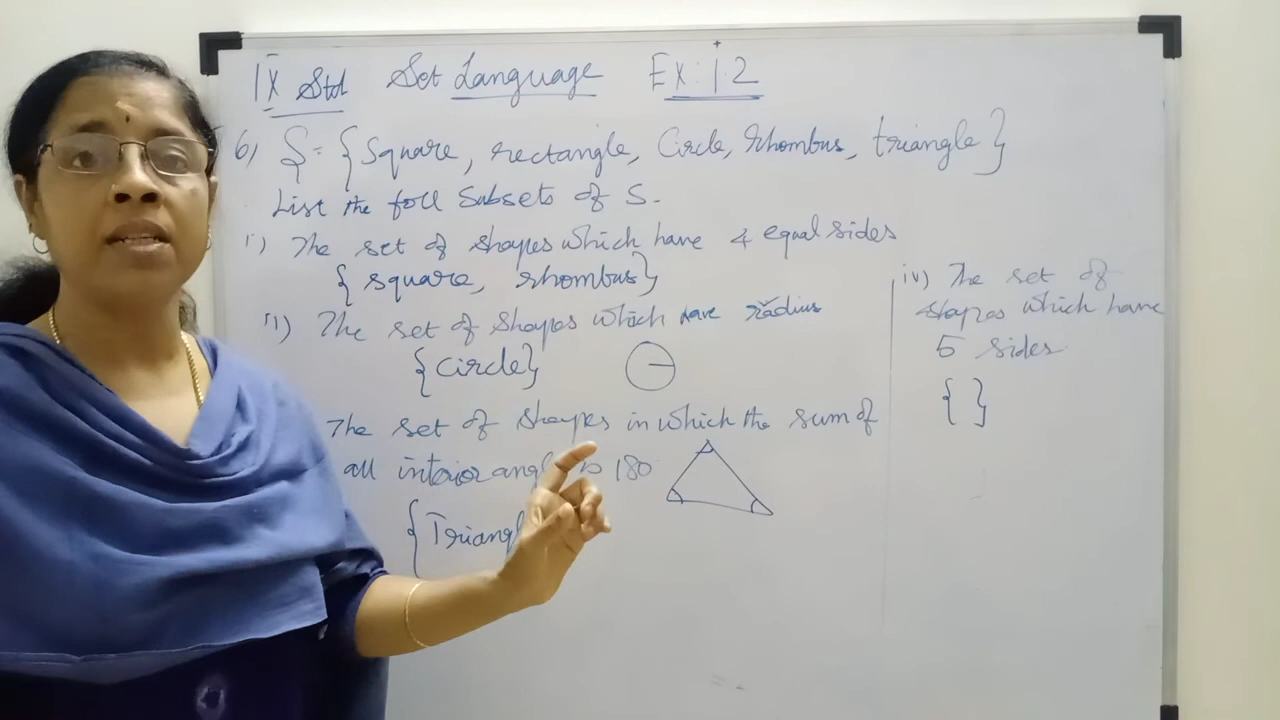 IX Std Set Language Ex: 1.2
6) S = {Square, rectangle, Circle, rhombus, triangle}
List the foll Subsets of S.
i) The set of shapes which have 4 equal sides
{square, rhombus}
ii) The set of shapes which have radius
{circle}
The set of shapes in which the sum of
all interior is 180
{Triangl
iv) The set of
shapes which have
5 sides
{ }